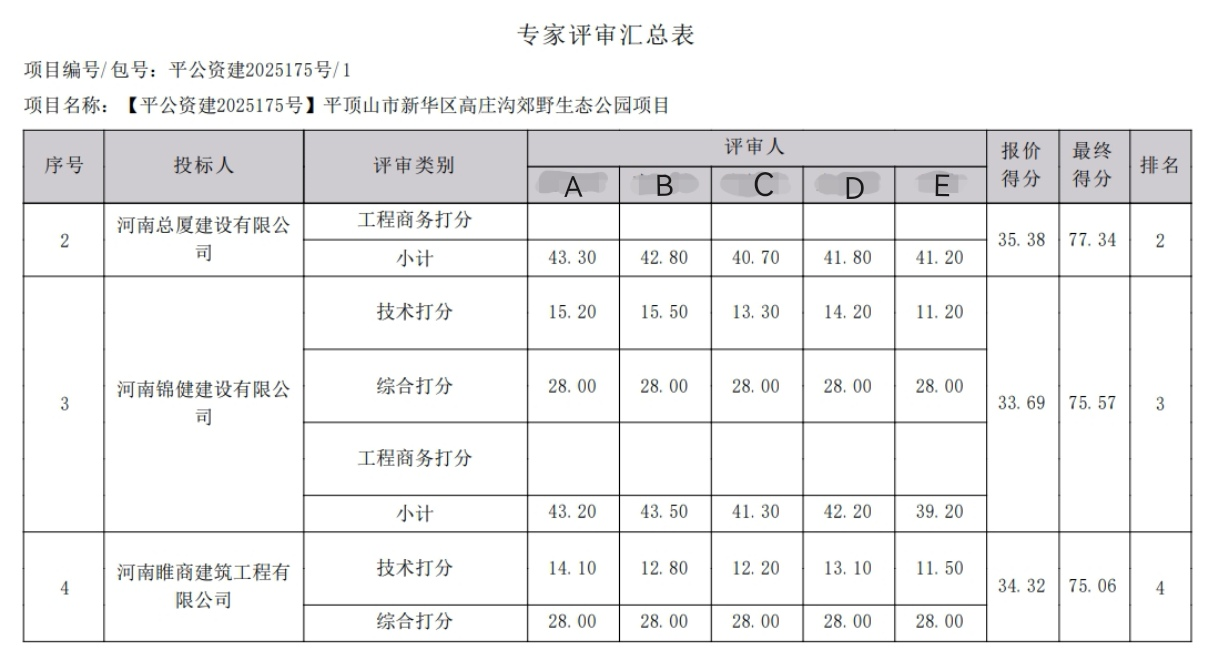 专家评审汇总表
项目编号/包号：平公资建2025175号/1
项目名称：【平公资建2025175号】平顶山市新华区高庄沟郊野生态公园项目
序号 投标人 评审类别 评审人 报价得分 最终得分 排名
A B C D E
2 河南总厦建设有限公司 工程商务打分 35.38 77.34 2
小计 43.30 42.80 40.70 41.80 41.20
3 河南锦健建设有限公司 技术打分 15.20 15.50 13.30 14.20 11.20 33.69 75.57 3
综合打分 28.00 28.00 28.00 28.00 28.00
工程商务打分
小计 43.20 43.50 41.30 42.20 39.20
4 河南睢商建筑工程有限公司 技术打分 14.10 12.80 12.20 13.10 11.50 34.32 75.06 4
综合打分 28.00 28.00 28.00 28.00 28.00